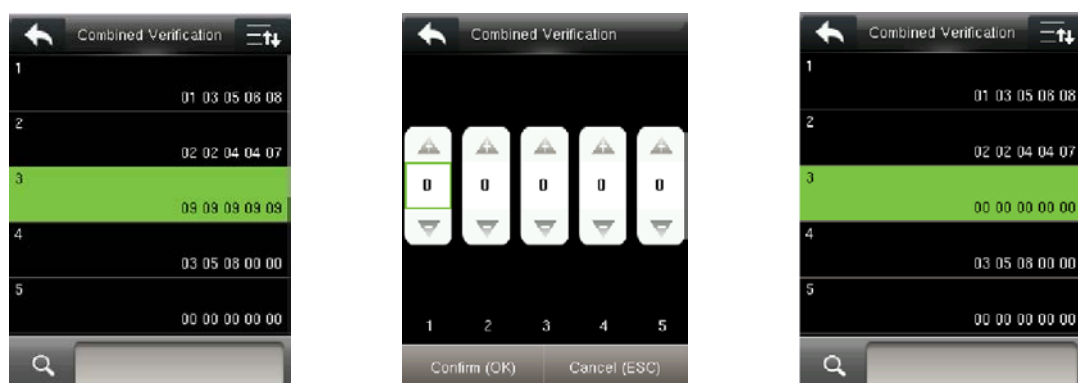 Combined Verification
1
01 03 05 06 08
2
02 02 04 04 07
3
09 09 09 09 09
4
03 05 08 00 00
5
00 00 00 00 00
Combined Verification
0 0 0 0 0
1 2 3 4 5
Confirm (OK) Cancel (ESC)
Combined Verification
1
01 03 05 06 08
2
02 02 04 04 07
3
00 00 00 00 00
4
03 05 08 00 00
5
00 00 00 00 00